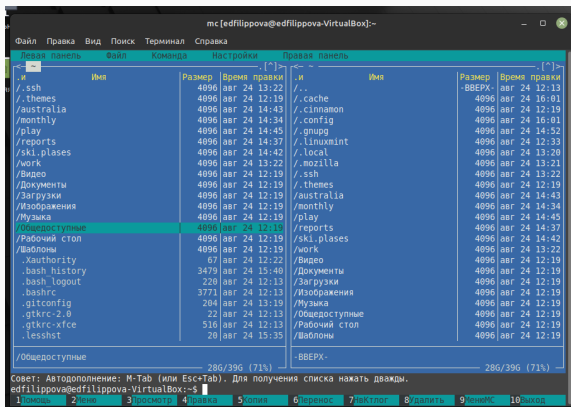 mc [edfilippova@edfilippova-VirtualBox]:~
Файл Правка Вид Поиск Терминал Справка
Левая панель Файл Команда Настройки Правая панель
<- ~ .[^]> <- ~ .[^]>
.и Имя Размер Время правки .и Имя Размер Время правки
/.ssh 4096 авг 24 13:22 /.. -ВВЕРХ- авг 24 12:13
/.themes 4096 авг 24 12:19 /.cache 4096 авг 24 16:01
/australia 4096 авг 24 14:43 /.cinnamon 4096 авг 24 12:19
/monthly 4096 авг 24 14:34 /.config 4096 авг 24 16:01
/play 4096 авг 24 14:45 /.gnupg 4096 авг 24 14:52
/reports 4096 авг 24 14:37 /.linuxmint 4096 авг 24 12:33
/ski.plases 4096 авг 24 14:42 /.local 4096 авг 24 13:20
/work 4096 авг 24 13:22 /.mozilla 4096 авг 24 13:21
/Видео 4096 авг 24 12:19 /.ssh 4096 авг 24 13:22
/Документы 4096 авг 24 12:19 /.themes 4096 авг 24 12:19
/Загрузки 4096 авг 24 12:19 /australia 4096 авг 24 14:43
/Изображения 4096 авг 24 12:19 /monthly 4096 авг 24 14:34
/Музыка 4096 авг 24 12:19 /play 4096 авг 24 14:45
/Общедоступные 4096 авг 24 12:19 /reports 4096 авг 24 14:37
/Рабочий стол 4096 авг 24 12:19 /ski.plases 4096 авг 24 14:42
/Шаблоны 4096 авг 24 12:19 /work 4096 авг 24 13:22
.Xauthority 67 авг 24 12:22 /Видео 4096 авг 24 12:19
.bash_history 3479 авг 24 15:40 /Документы 4096 авг 24 12:19
.bash_logout 220 авг 24 12:13 /Загрузки 4096 авг 24 12:19
.bashrc 3771 авг 24 12:13 /Изображения 4096 авг 24 12:19
.gitconfig 204 авг 24 13:19 /Музыка 4096 авг 24 12:19
.gtkrc-2.0 22 авг 24 12:13 /Общедоступные 4096 авг 24 12:19
.gtkrc-xfce 516 авг 24 12:13 /Рабочий стол 4096 авг 24 12:19
.lesshst 20 авг 24 15:35 /Шаблоны 4096 авг 24 12:19
/Общедоступные -ВВЕРХ-
28G/39G (71%) 28G/39G (71%)
Совет: Автодополнение: M-Tab (или Esc+Tab). Для получения списка нажать дважды.
edfilippova@edfilippova-VirtualBox:~$
1Помощь 2Меню 3Просмотр 4Правка 5Копия 6Перенос 7НвКтлог 8Удалить 9МенюМС 10Выход